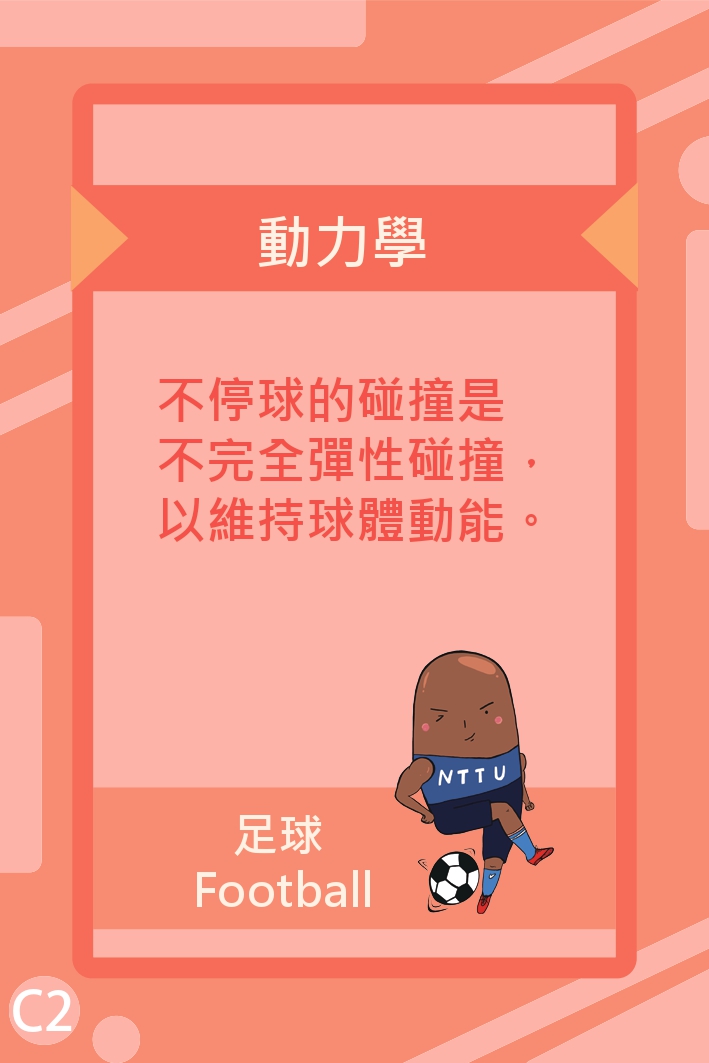 動力學
不停球的碰撞是
不完全彈性碰撞，
以維持球體動能。
NTTU
足球
Football
C2